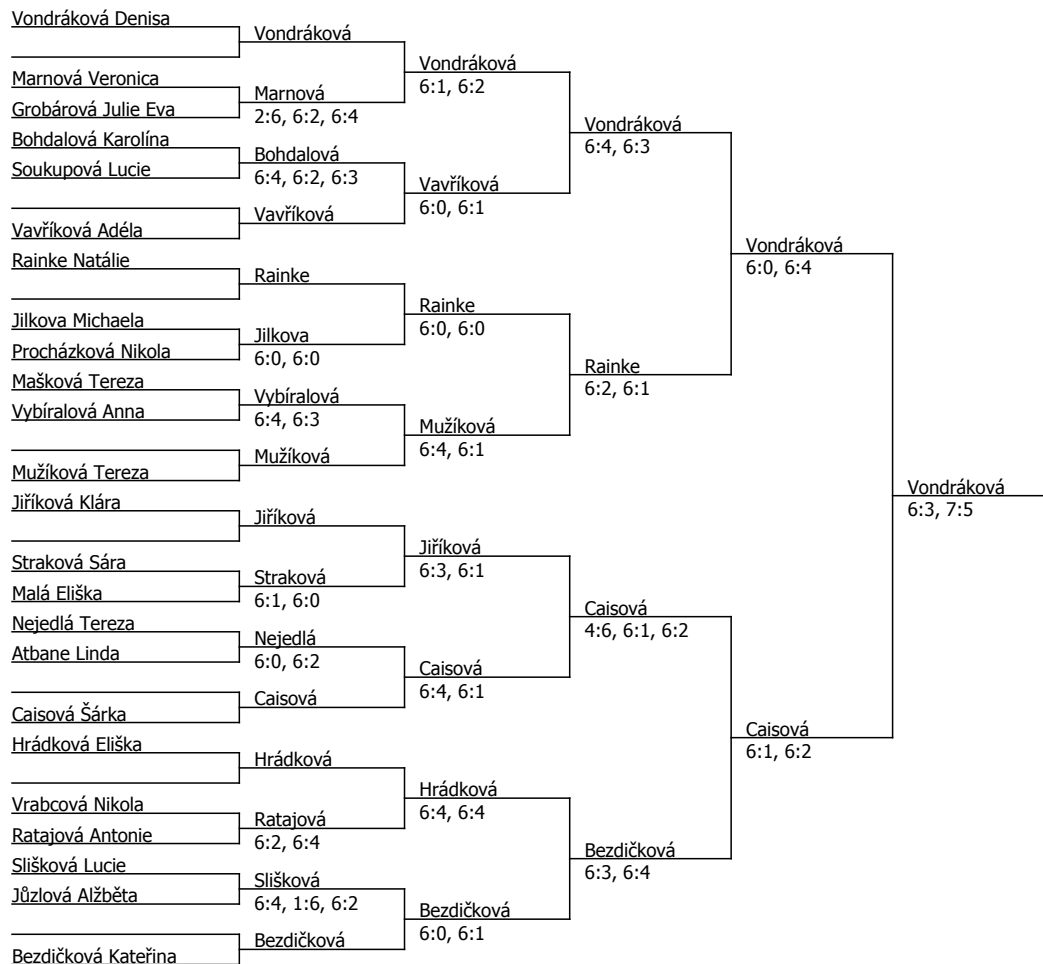 Vondráková Denisa
Marnová Veronica
Grobárová Julie Eva
Bohdalová Karolína
Soukupová Lucie
Vavříková Adéla
Rainke Natálie
Jilkova Michaela
Procházková Nikola
Mašková Tereza
Vybíralová Anna
Mužíková Tereza
Jiříková Klára
Straková Sára
Malá Eliška
Nejedlá Tereza
Atbane Linda
Caisová Šárka
Hrádková Eliška
Vrabcová Nikola
Ratajová Antonie
Slišková Lucie
Jůzlová Alžběta
Bezdičková Kateřina
Vondráková
Marnová
2:6, 6:2, 6:4
Bohdalová
6:4, 6:2, 6:3
Vavříková
Rainke
Jilkova
6:0, 6:0
Vybíralová
6:4, 6:3
Mužíková
Jiříková
Straková
6:1, 6:0
Nejedlá
6:0, 6:2
Caisová
Hrádková
Ratajová
6:2, 6:4
Slišková
6:4, 1:6, 6:2
Bezdičková
Vondráková
6:1, 6:2
Vavříková
6:0, 6:1
Rainke
6:0, 6:0
Mužíková
6:4, 6:1
Jiříková
6:3, 6:1
Caisová
6:4, 6:1
Hrádková
6:4, 6:4
Bezdičková
6:0, 6:1
Vondráková
6:4, 6:3
Rainke
6:2, 6:1
Caisová
4:6, 6:1, 6:2
Bezdičková
6:3, 6:4
Vondráková
6:0, 6:4
Caisová
6:1, 6:2
Vondráková
6:3, 7:5